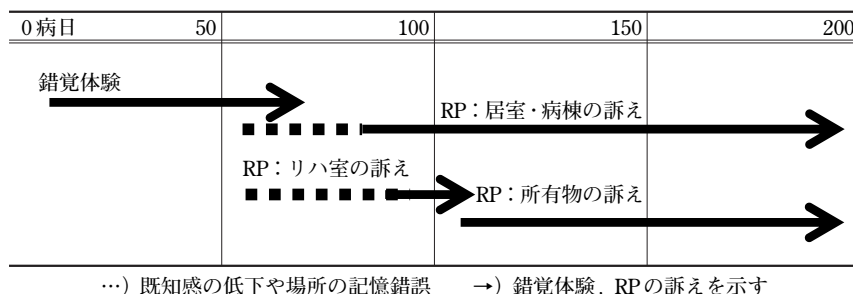 0病日 50 100 150 200
錯覚体験
RP：居室・病棟の訴え
RP：リハ室の訴え
RP：所有物の訴え
…）既知感の低下や場所の記憶錯誤 →）錯覚体験，RPの訴えを示す